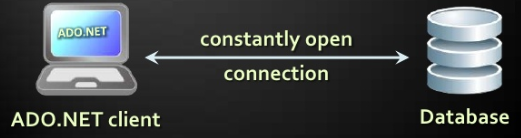 ADO.NET
constantly open
connection
ADO.NET client
Database